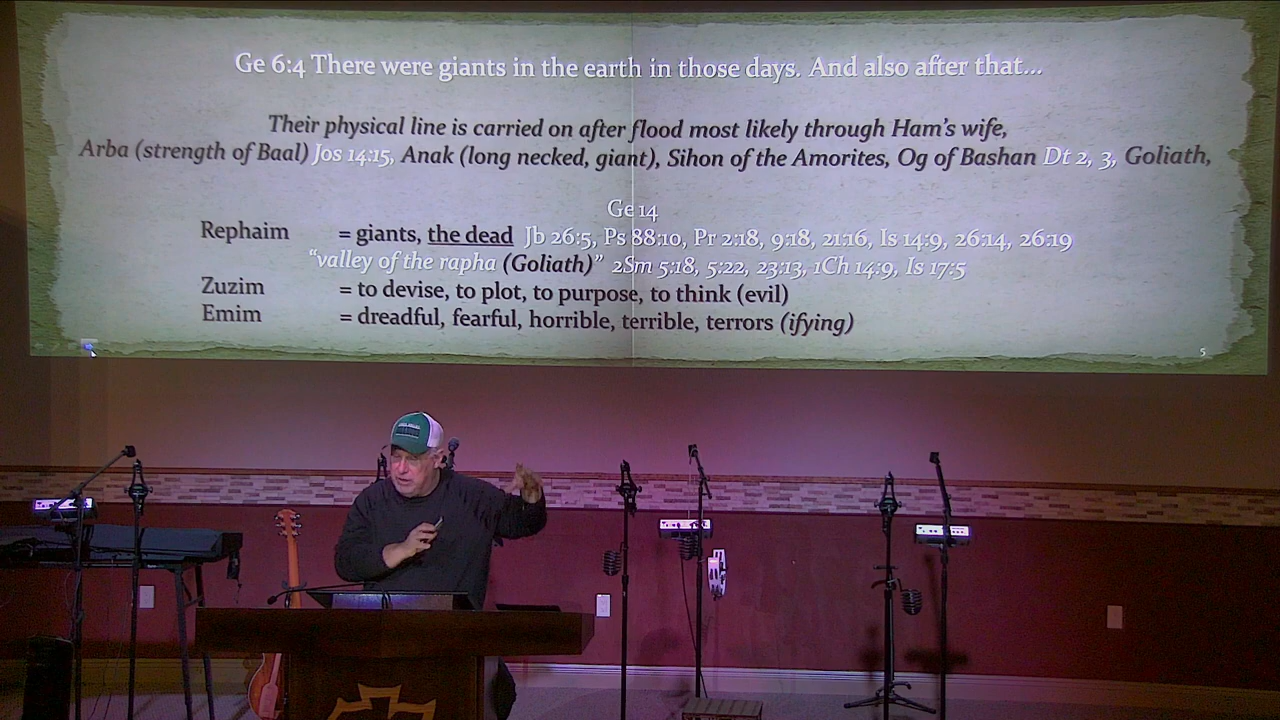 Ge 6:4 There were giants in the earth in those days. And also after that...
Their physical line is carried on after flood most likely through Ham's wife,
Arba (strength of Baal) Jos 14:15, Anak (long necked, giant), Sihon of the Amorites, Og of Bashan Dt 2, 3, Goliath,
Ge 14
Rephaim = giants, the dead Jb 26:5, Ps 88:10, Pr 2:18, 9:18, 21:16, Is 14:9, 26:14, 26:19
"valley of the rapha (Goliath)" 2Sm 5:18, 5:22, 23:13, 1Ch 14:9, Is 17:5
Zuzim = to devise, to plot, to purpose, to think (evil)
Emim = dreadful, fearful, horrible, terrible, terrors (ifying)
5